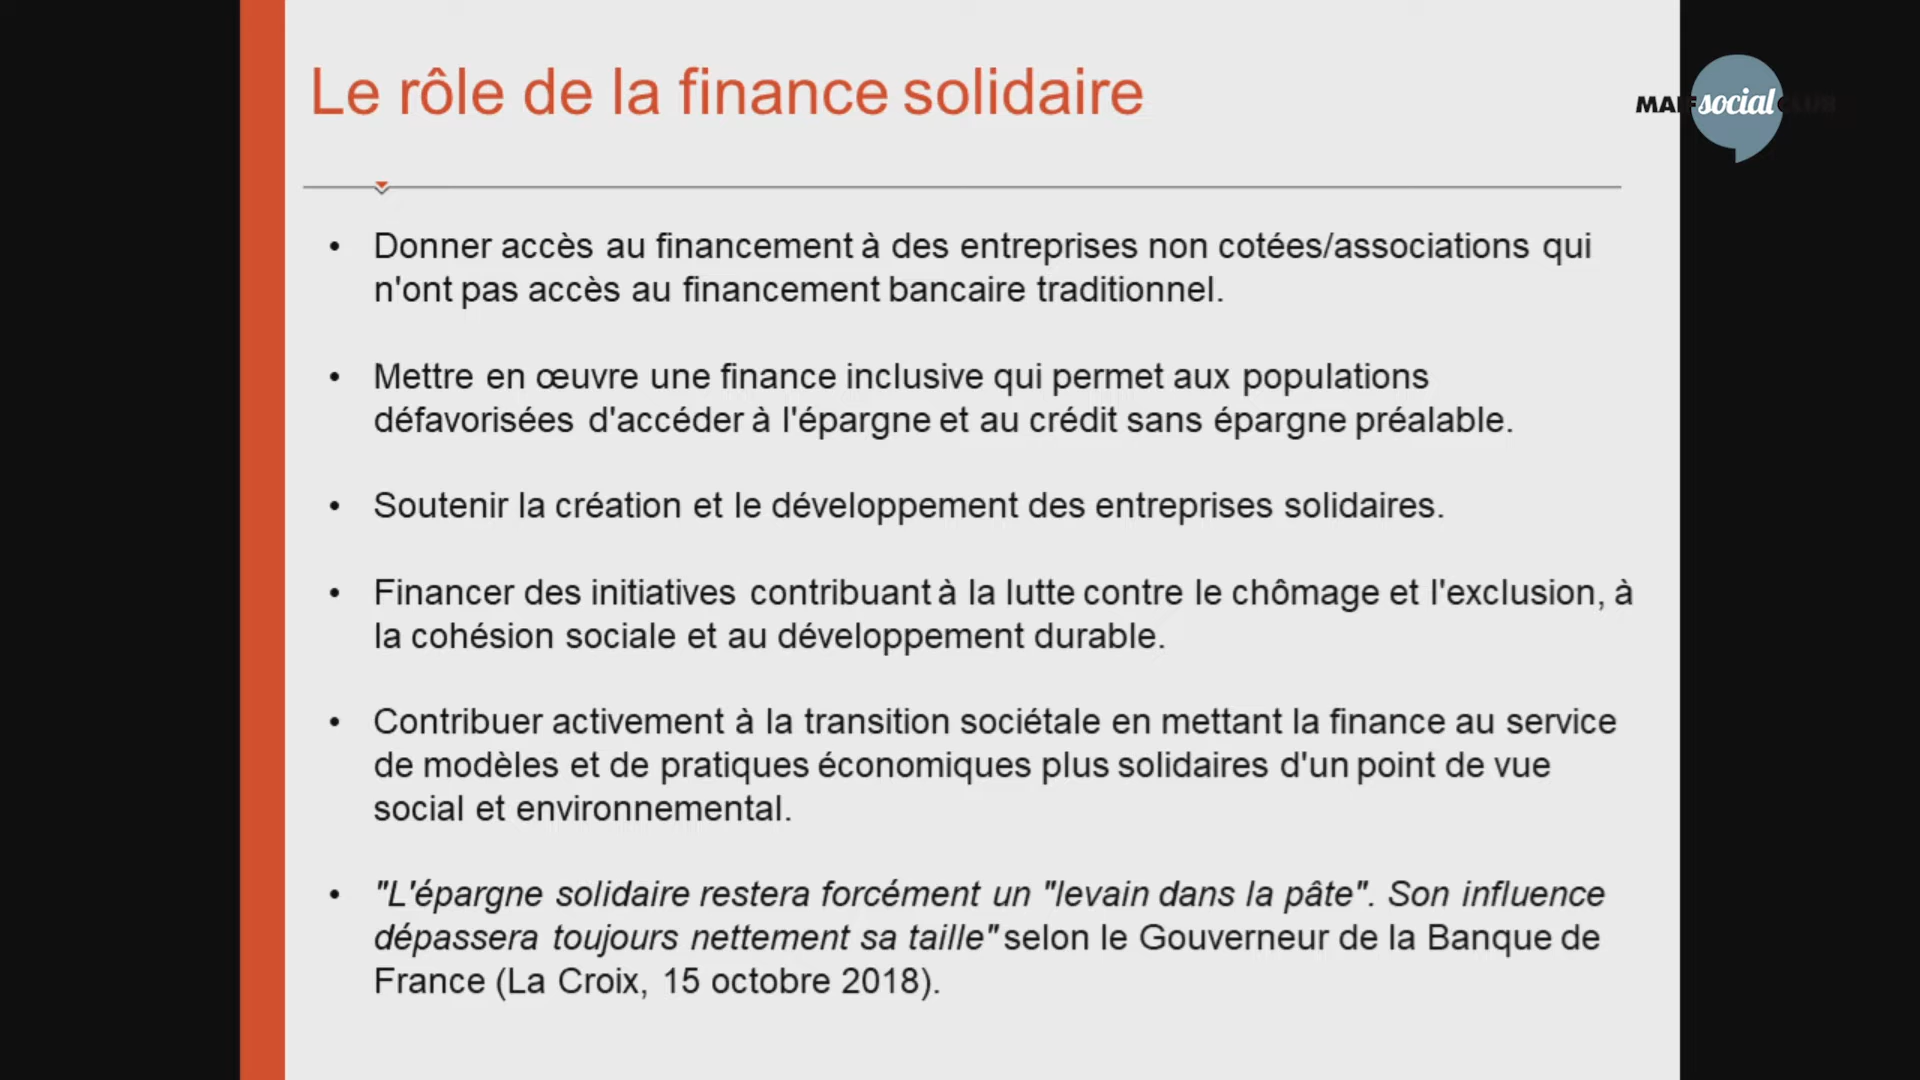 Le rôle de la finance solidaire
MAIF social CLUB
• Donner accès au financement à des entreprises non cotées/associations qui
n'ont pas accès au financement bancaire traditionnel.
• Mettre en œuvre une finance inclusive qui permet aux populations
défavorisées d'accéder à l'épargne et au crédit sans épargne préalable.
• Soutenir la création et le développement des entreprises solidaires.
• Financer des initiatives contribuant à la lutte contre le chômage et l'exclusion, à
la cohésion sociale et au développement durable.
• Contribuer activement à la transition sociétale en mettant la finance au service
de modèles et de pratiques économiques plus solidaires d'un point de vue
social et environnemental.
• "L'épargne solidaire restera forcément un "levain dans la pâte". Son influence
dépassera toujours nettement sa taille" selon le Gouverneur de la Banque de
France (La Croix, 15 octobre 2018).